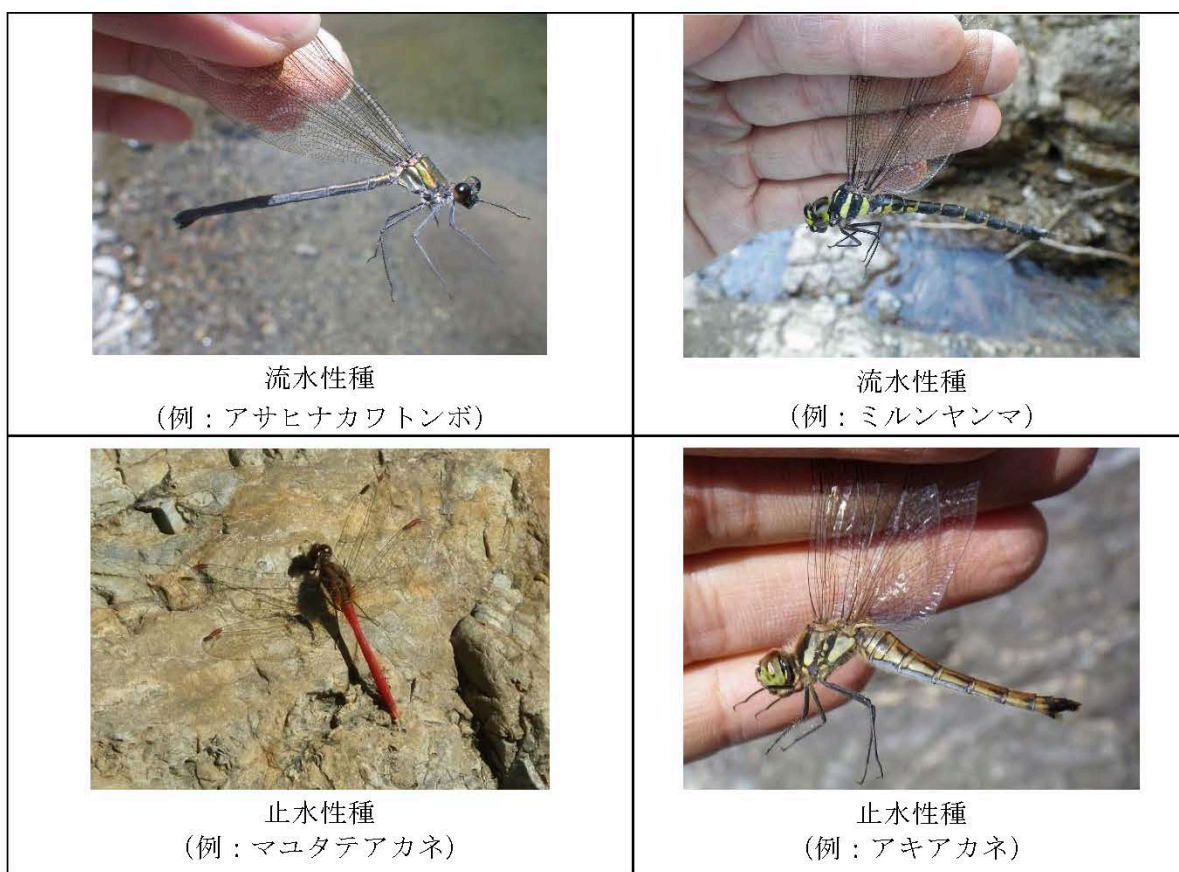 流水性種
(例：アサヒナカワトンボ)
流水性種
(例：ミルンヤンマ)
止水性種
(例：マユタテアカネ)
止水性種
(例：アキアカネ)